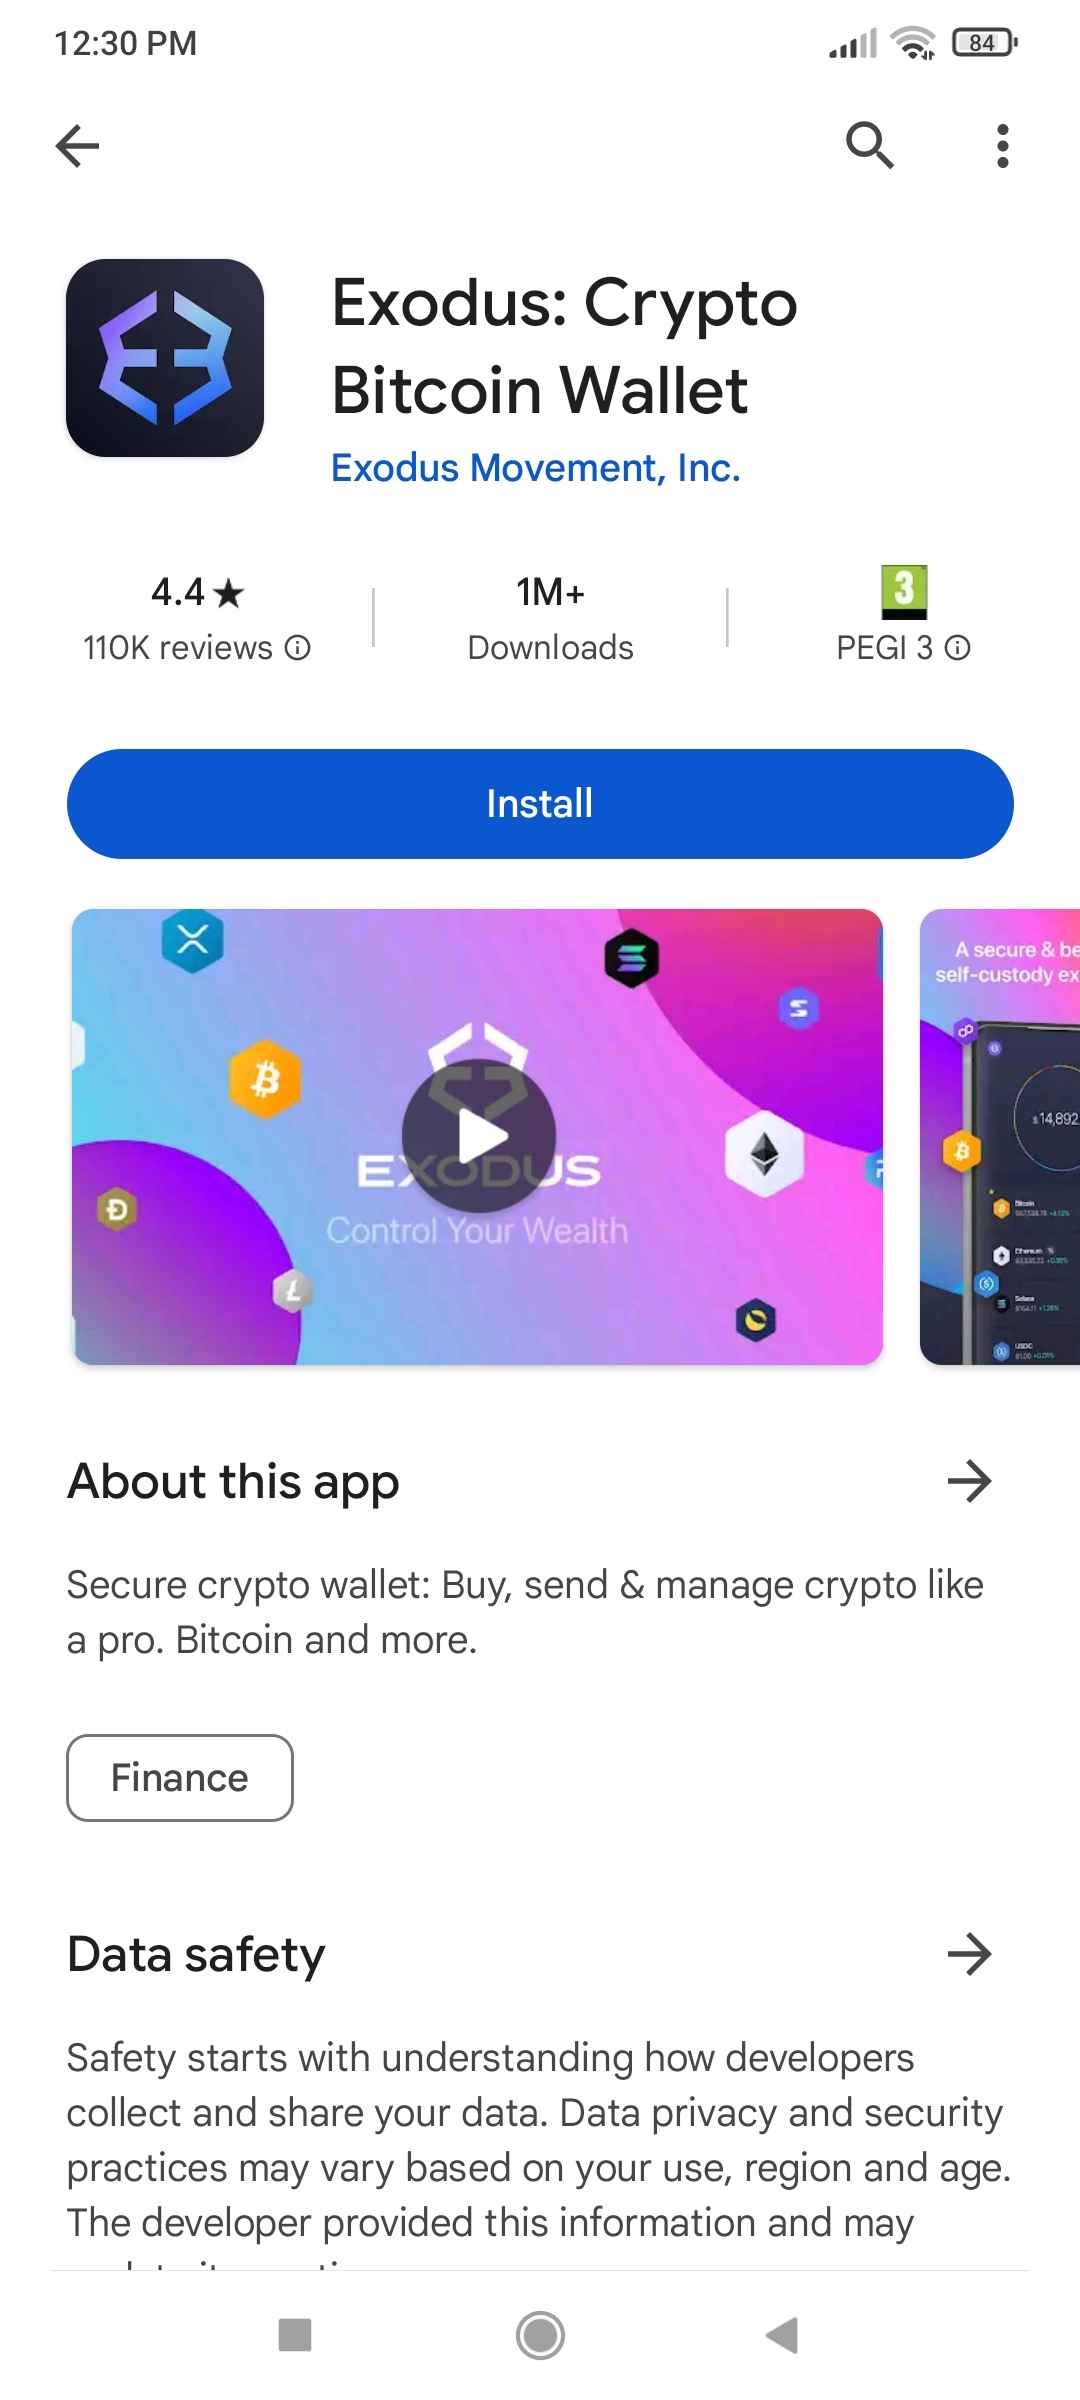 12:30 PM
84
Exodus: Crypto
Bitcoin Wallet
Exodus Movement, Inc.
4.4★
110K reviews
1M+
Downloads
3
PEGI 3
Install
EXODUS
Control Your Wealth
A secure & be
self-custody ex
$14,892
Bitcoin
Ethereum
Solana
USDC
About this app
Secure crypto wallet: Buy, send & manage crypto like
a pro. Bitcoin and more.
Finance
Data safety
Safety starts with understanding how developers
collect and share your data. Data privacy and security
practices may vary based on your use, region and age.
The developer provided this information and may